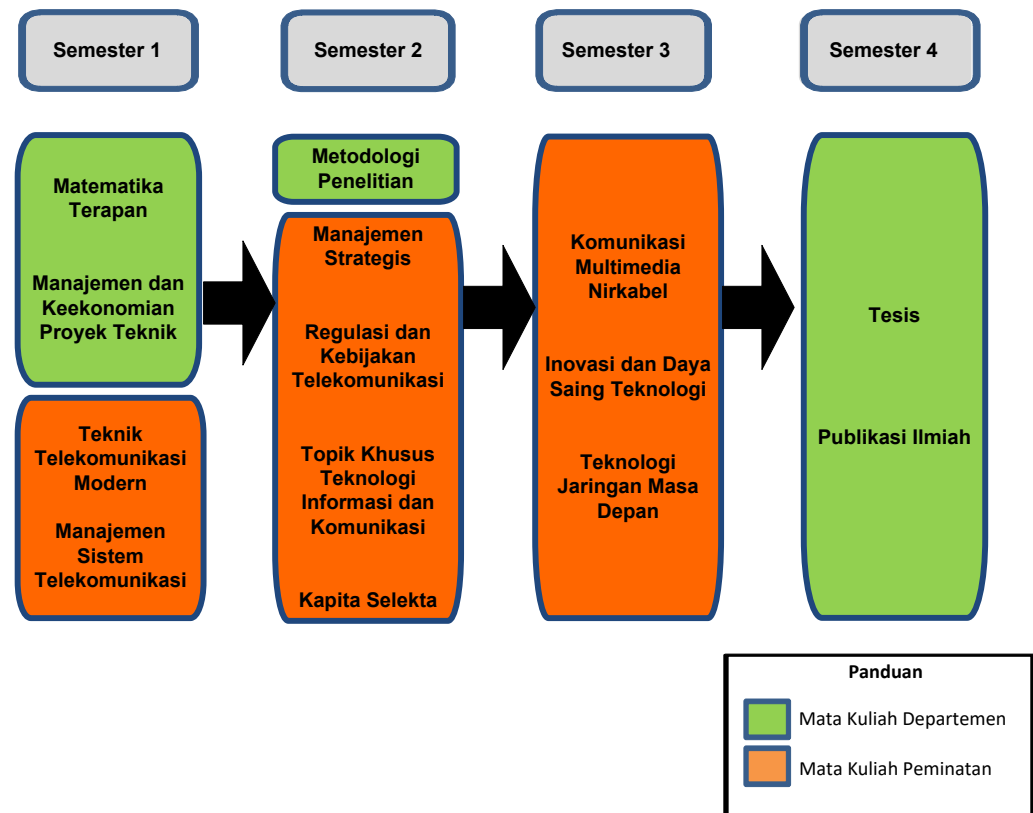 Semester 1
Semester 2
Semester 3
Semester 4
Matematika
Terapan
Manajemen dan
Keekonomian
Proyek Teknik
Teknik
Telekomunikasi
Modern
Manajemen
Sistem
Telekomunikasi
Metodologi
Penelitian
Manajemen
Strategis
Regulasi dan
Kebijakan
Telekomunikasi
Topik Khusus
Teknologi
Informasi dan
Komunikasi
Kapita Selekta
Komunikasi
Multimedia
Nirkabel
Inovasi dan Daya
Saing Teknologi
Teknologi
Jaringan Masa
Depan
Tesis
Publikasi Ilmiah
Panduan
Mata Kuliah Departemen
Mata Kuliah Peminatan